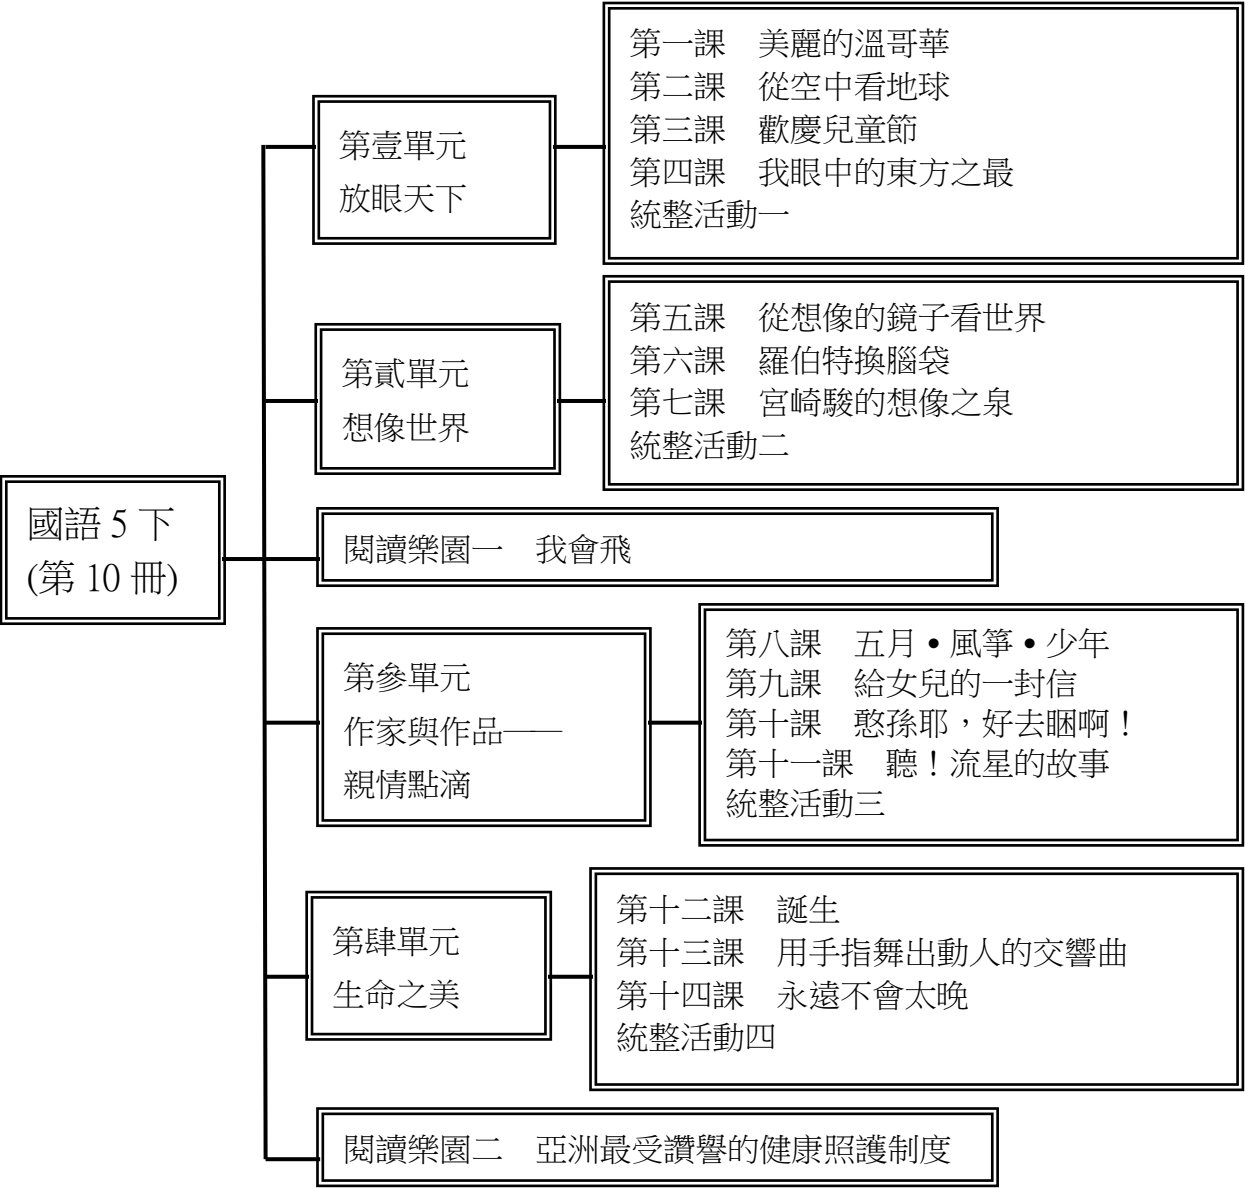 國語 5 下
(第 10 冊)
第壹單元
放眼天下
第一課　美麗的溫哥華
第二課　從空中看地球
第三課　歡慶兒童節
第四課　我眼中的東方之最
統整活動一
第貳單元
想像世界
第五課　從想像的鏡子看世界
第六課　羅伯特換腦袋
第七課　宮崎駿的想像之泉
統整活動二
閱讀樂園一　我會飛
第參單元
作家與作品——
親情點滴
第八課　五月•風箏•少年
第九課　給女兒的一封信
第十課　憨孫耶，好去睏啊！
第十一課　聽！流星的故事
統整活動三
第肆單元
生命之美
第十二課　誕生
第十三課　用手指舞出動人的交響曲
第十四課　永遠不會太晚
統整活動四
閱讀樂園二　亞洲最受讚譽的健康照護制度